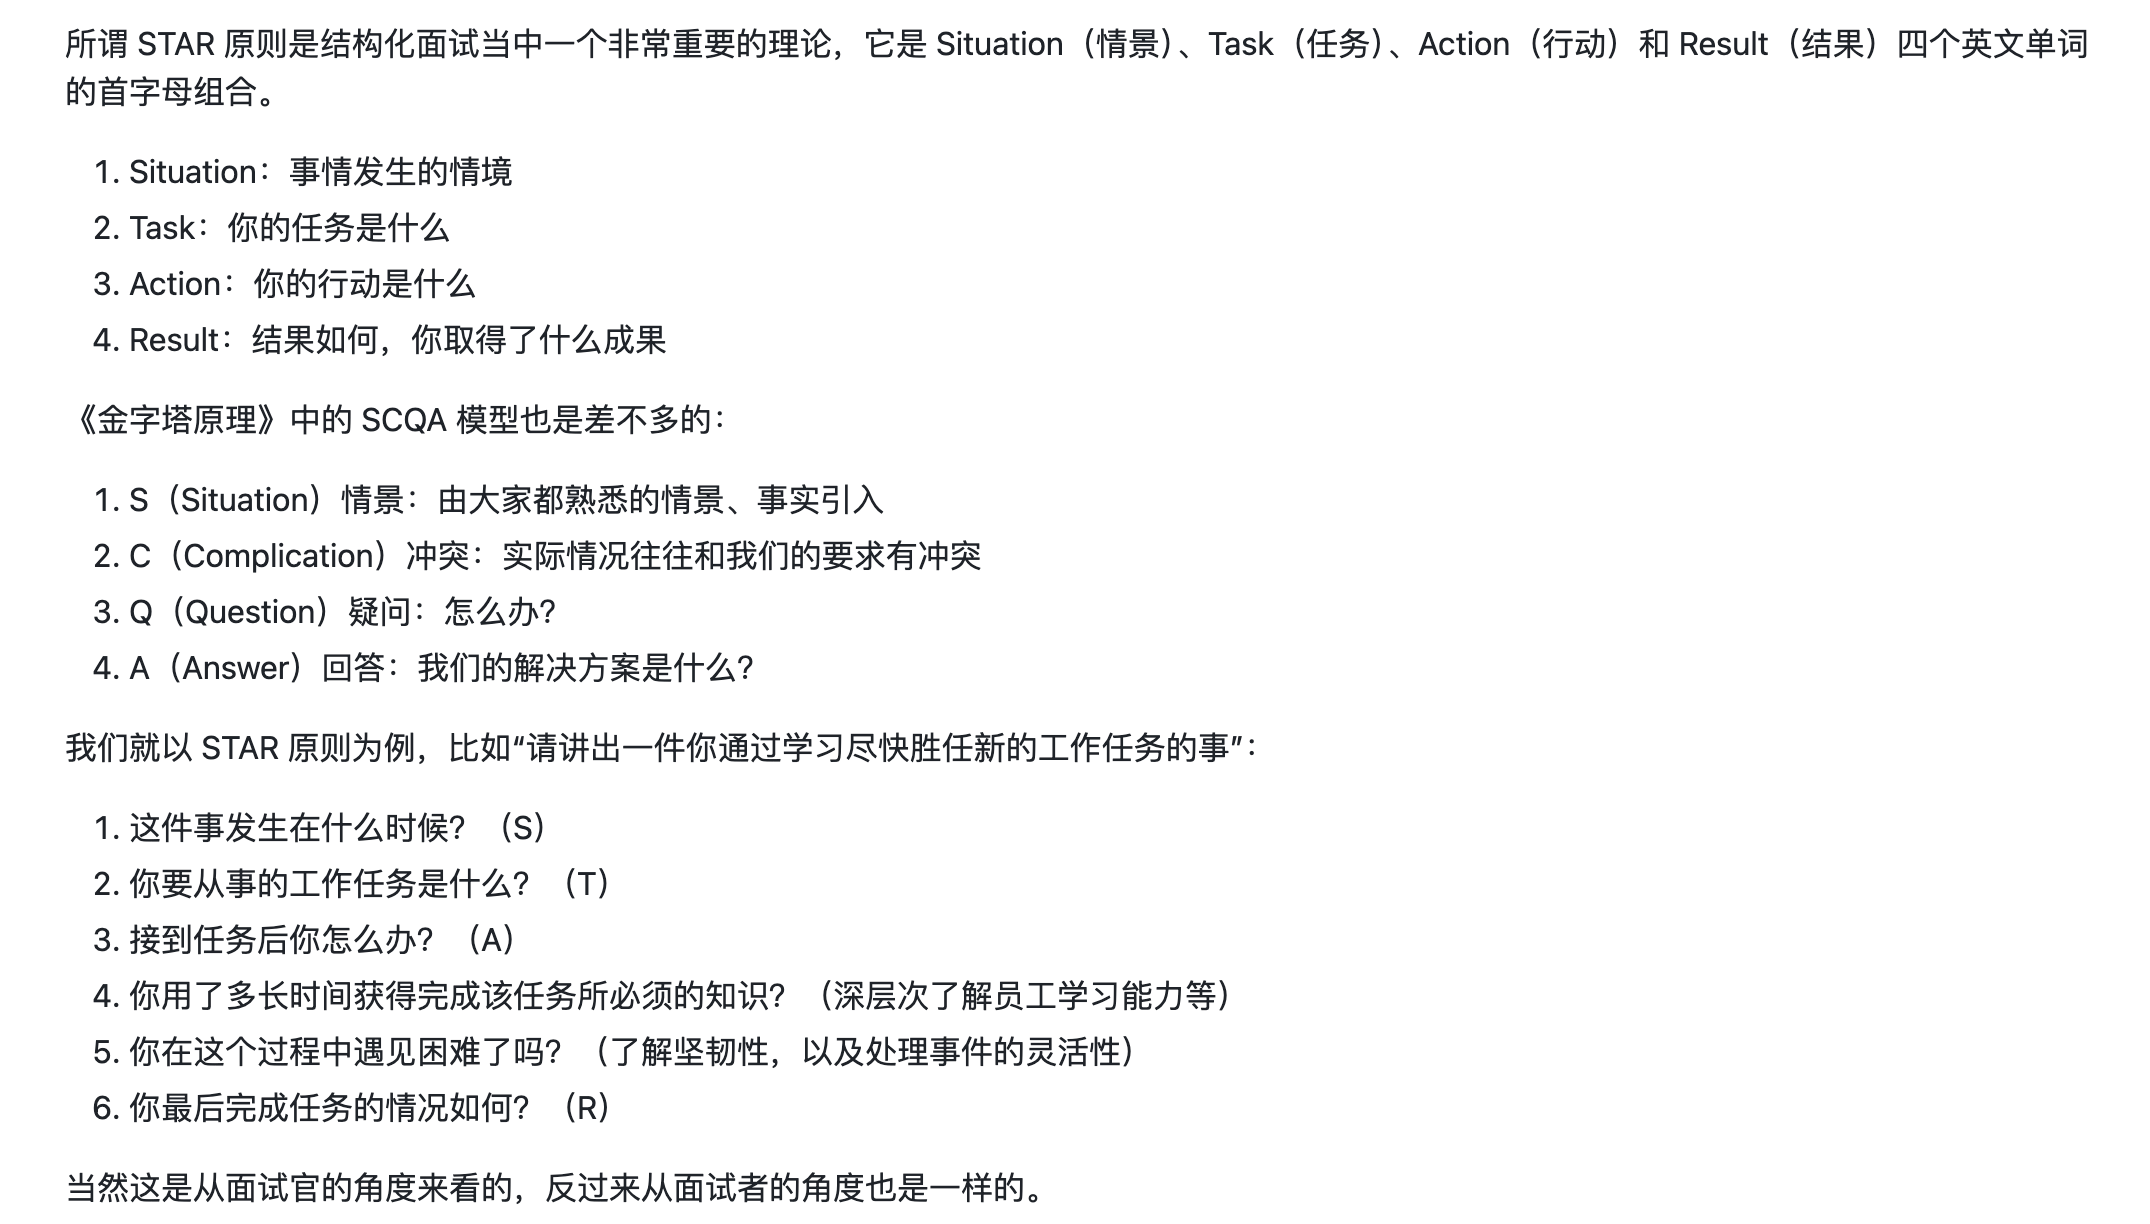 所谓 STAR 原则是结构化面试当中一个非常重要的理论，它是 Situation（情景）、Task（任务）、Action（行动）和 Result（结果）四个英文单词
的首字母组合。
1. Situation：事情发生的情境
2. Task：你的任务是什么
3. Action：你的行动是什么
4. Result：结果如何，你取得了什么成果
《金字塔原理》中的 SCQA 模型也是差不多的：
1. S（Situation）情景：由大家都熟悉的情景、事实引入
2. C（Complication）冲突：实际情况往往和我们的要求有冲突
3. Q（Question）疑问：怎么办？
4. A（Answer）回答：我们的解决方案是什么？
我们就以 STAR 原则为例，比如“请讲出一件你通过学习尽快胜任新的工作任务的事”：
1. 这件事发生在什么时候？（S）
2. 你要从事的工作任务是什么？（T）
3. 接到任务后你怎么办？（A）
4. 你用了多长时间获得完成该任务所必须的知识？（深层次了解员工学习能力等）
5. 你在这个过程中遇见困难了吗？（了解坚韧性，以及处理事件的灵活性）
6. 你最后完成任务的情况如何？（R）
当然这是从面试官的角度来看的，反过来从面试者的角度也是一样的。